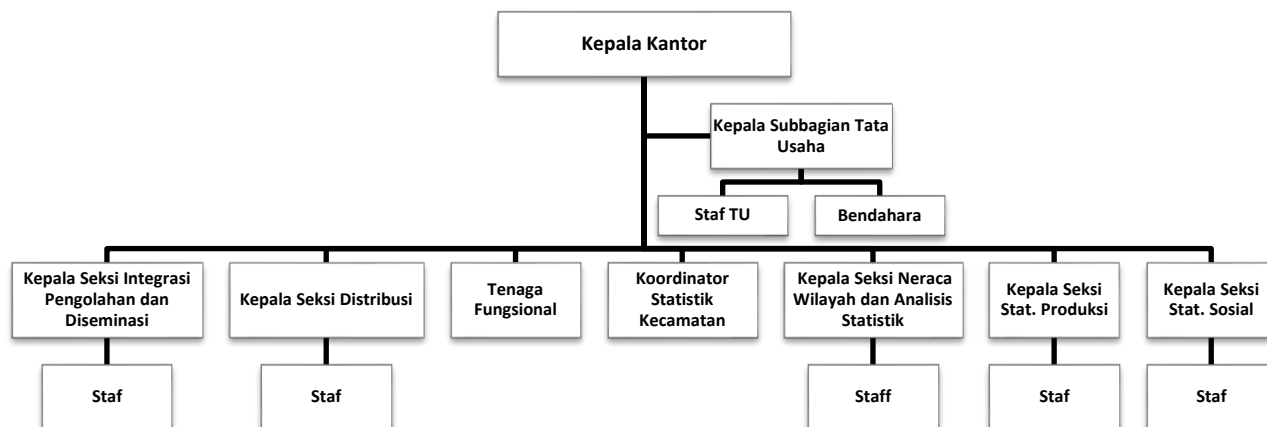 Kepala Kantor
Kepala Subbagian Tata
Usaha
Staf TU
Bendahara
Kepala Seksi Integrasi
Pengolahan dan
Diseminasi
Kepala Seksi Distribusi
Tenaga
Fungsional
Koordinator
Statistik
Kecamatan
Kepala Seksi Neraca
Wilayah dan Analisis
Statistik
Kepala Seksi
Stat. Produksi
Kepala Seksi
Stat. Sosial
Staf
Staf
Staff
Staf
Staf